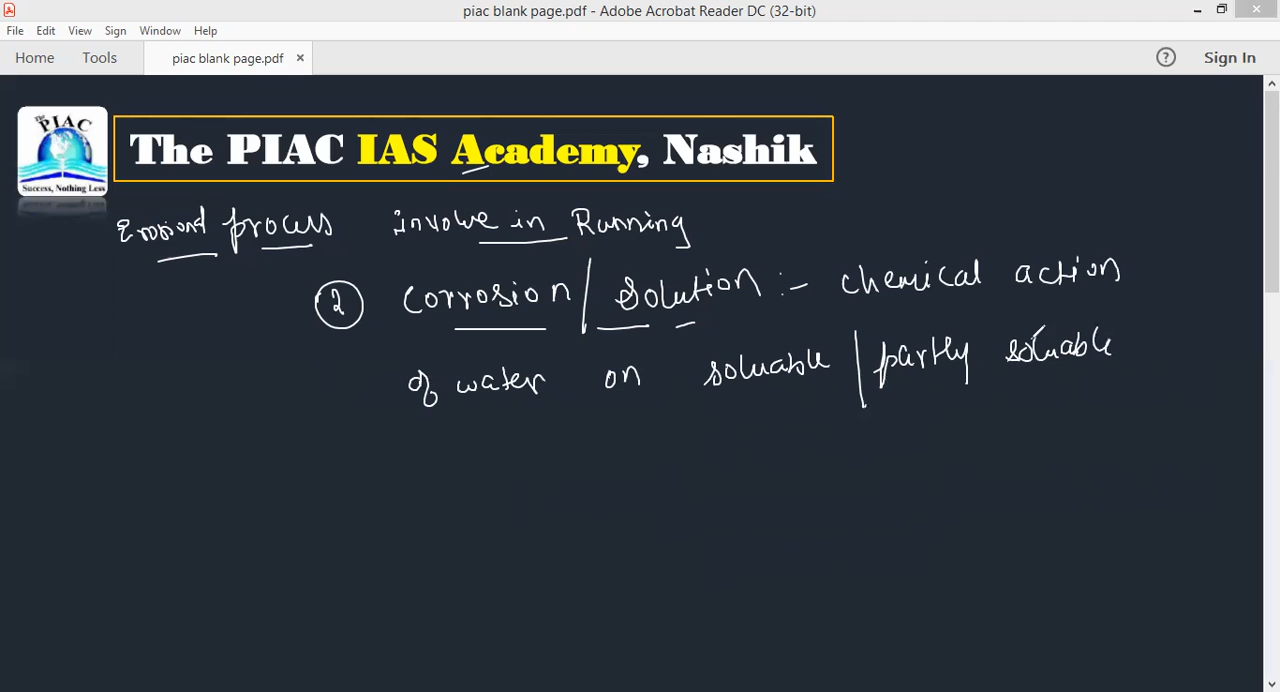 piac blank page.pdf - Adobe Acrobat Reader DC (32-bit)
File Edit View Sign Window Help
Home Tools piac blank page.pdf × ? Sign In
The PIAC
Success, Nothing Less
The PIAC IAS Academy, Nashik
process involve in Running
2 Corrosion / Solution :- chemical action
of water on soluable / partly soluable